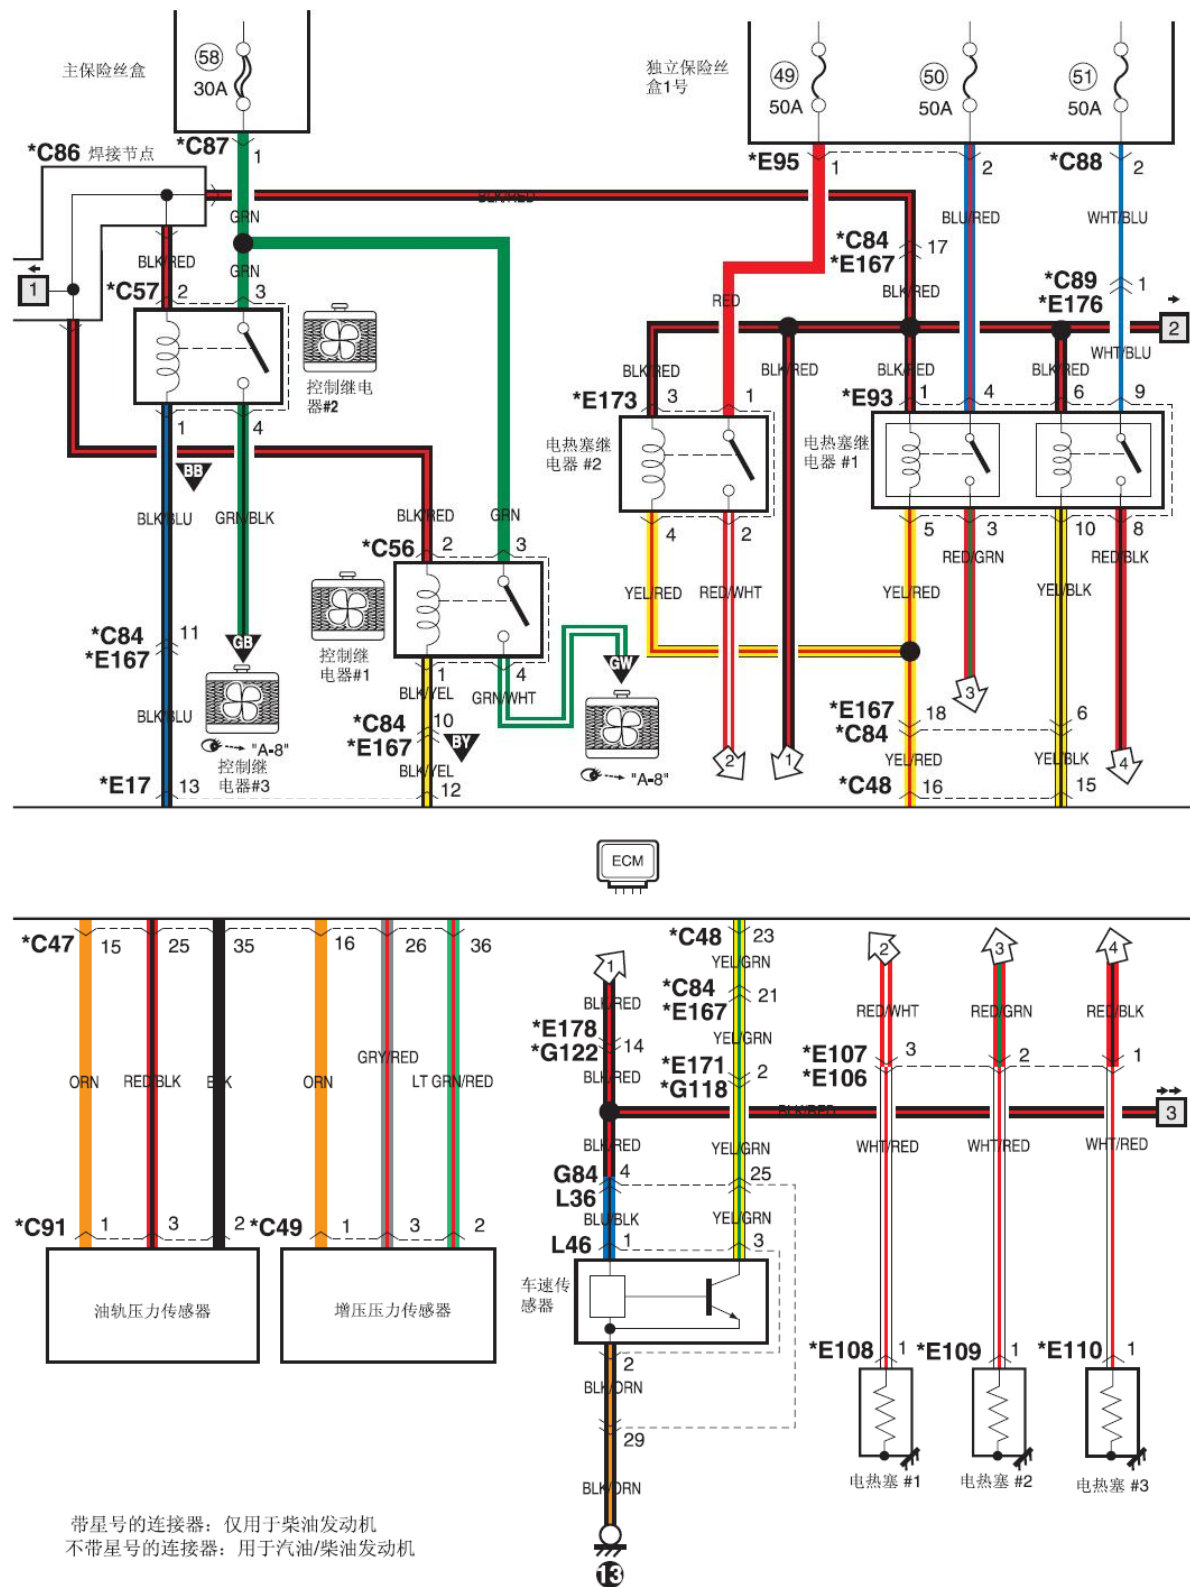 主保险丝盒
58
30A
*C87
1
*C86 焊接节点
独立保险丝
盒1号
49
50A
50
50A
51
50A
*E95
1
2
*C88
2
BLK/RED
GRN
BLK/RED
GRN
1
*C57
2
3
控制继电
器#2
1
4
BB
BLK/BLU
GRN/BLK
BLK/RED
GRN
*C56
2
3
控制继
电器#1
1
4
BLK/YEL
GRN/WHT
*C84
*E167
11
GB
GW
BLK/BLU
"A-8"
控制继
电器#3
*C84
*E167
10
BY
BLK/YEL
"A-8"
*E17
13
12
BLU/RED
WHT/BLU
*C84
*E167
17
BLK/RED
*C89
*E176
1
RED
2
WHT/BLU
BLK/RED
BLK/RED
BLK/RED
BLK/RED
*E173
3
1
*E93
1
4
6
9
电热塞继
电器 #2
电热塞继
电器 #1
4
2
5
3
10
8
RED/GRN
RED/BLK
YEL/RED
RED/WHT
YEL/RED
YEL/BLK
3
*E167
*C84
18
6
2
1
4
YEL/RED
YEL/BLK
*C48
16
15
ECM
*C47
15
25
35
16
26
36
*C48
23
YEL/GRN
1
2
3
4
*C84
*E167
21
BLK/RED
RED/WHT
RED/GRN
RED/BLK
*E178
*G122
14
YEL/GRN
*E107
*E106
3
2
1
GRY/RED
*E171
*G118
2
ORN
RED/BLK
BLK
ORN
LT GRN/RED
BLK/RED
BLK/RED
3
BLK/RED
YEL/GRN
WHT/RED
WHT/RED
WHT/RED
G84
L36
4
25
BLU/BLK
YEL/GRN
*C91
1
3
2
*C49
1
3
2
L46
1
3
油轨压力传感器
增压压力传感器
车速传
感器
2
BLK/ORN
29
BLK/ORN
13
*E108
1
*E109
1
*E110
1
电热塞 #1
电热塞 #2
电热塞 #3
带星号的连接器：仅用于柴油发动机
不带星号的连接器：用于汽油/柴油发动机